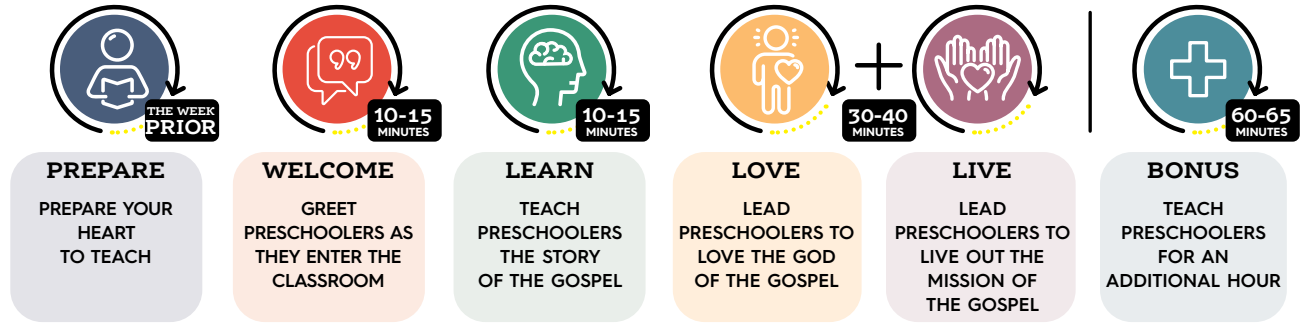 THE WEEK
PRIOR
10-15
MINUTES
10-15
MINUTES
30-40
MINUTES
60-65
MINUTES
PREPARE
PREPARE YOUR
HEART
TO TEACH
WELCOME
GREET
PRESCHOOLERS AS
THEY ENTER THE
CLASSROOM
LEARN
TEACH
PRESCHOOLERS
THE STORY
OF THE GOSPEL
LOVE
LEAD
PRESCHOOLERS TO
LOVE THE GOD
OF THE GOSPEL
LIVE
LEAD
PRESCHOOLERS TO
LIVE OUT THE
MISSION OF
THE GOSPEL
BONUS
TEACH
PRESCHOOLERS
FOR AN
ADDITIONAL HOUR